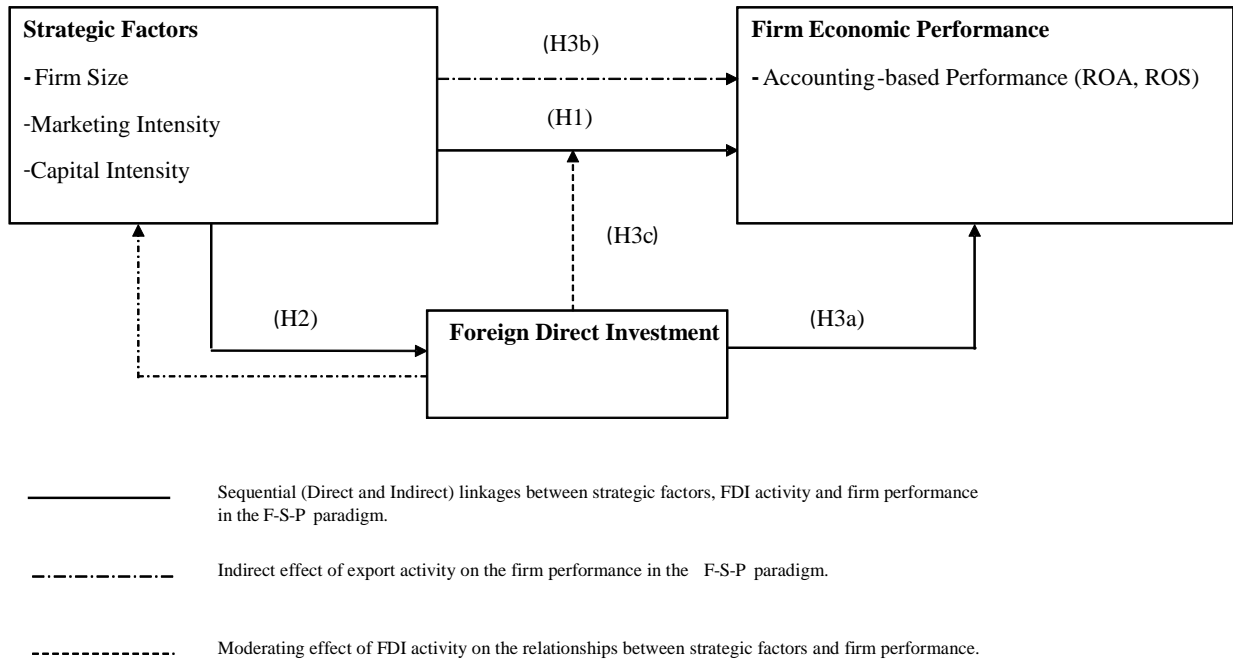 Strategic Factors
-Firm Size
-Marketing Intensity
-Capital Intensity
(H3b)
(H1)
Firm Economic Performance
-Accounting-based Performance (ROA, ROS)
(H3c)
(H2)
Foreign Direct Investment
(H3a)
Sequential (Direct and Indirect) linkages between strategic factors, FDI activity and firm performance
in the F-S-P paradigm.
Indirect effect of export activity on the firm performance in the F-S-P paradigm.
Moderating effect of FDI activity on the relationships between strategic factors and firm performance.